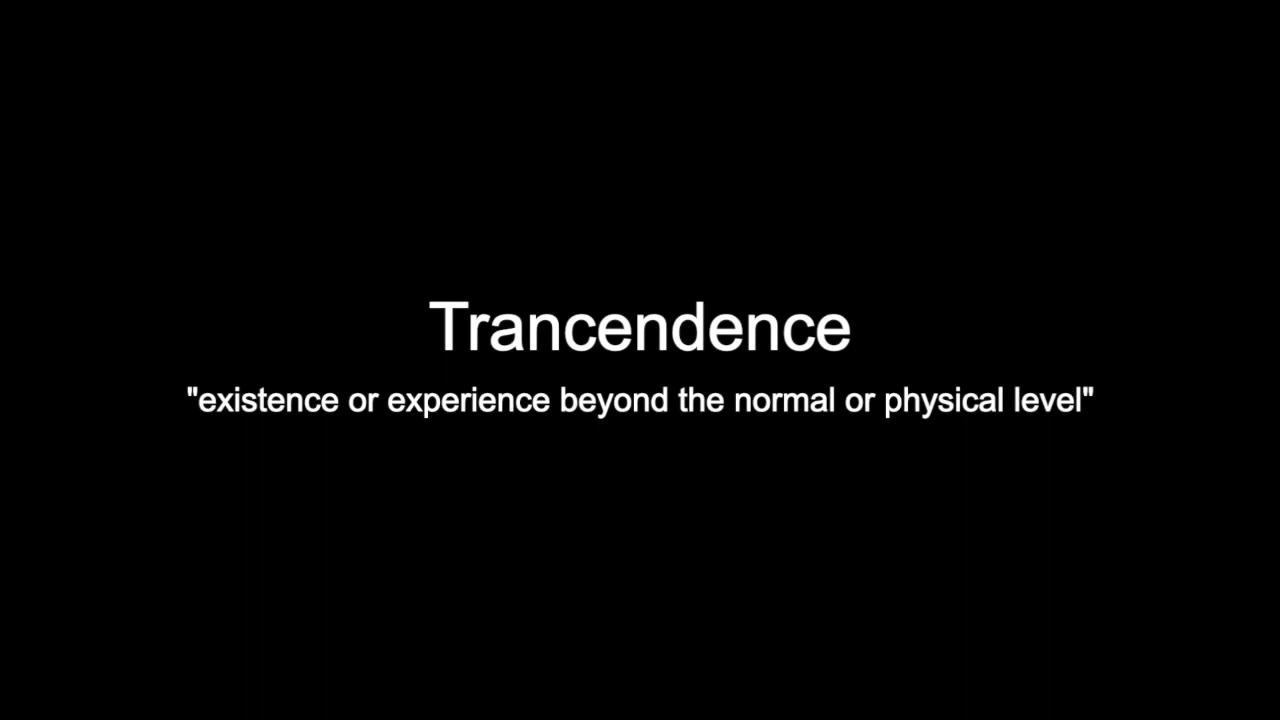 Trancendence
"existence or experience beyond the normal or physical level"